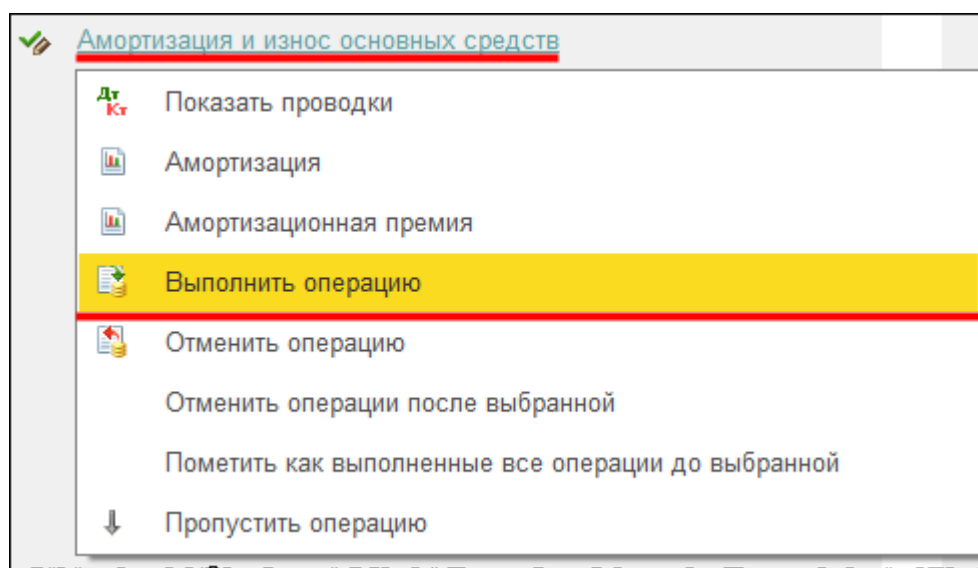 Амортизация и износ основных средств
Дт
Кт
Показать проводки
Амортизация
Амортизационная премия
Выполнить операцию
Отменить операцию
Отменить операции после выбранной
Пометить как выполненные все операции до выбранной
Пропустить операцию